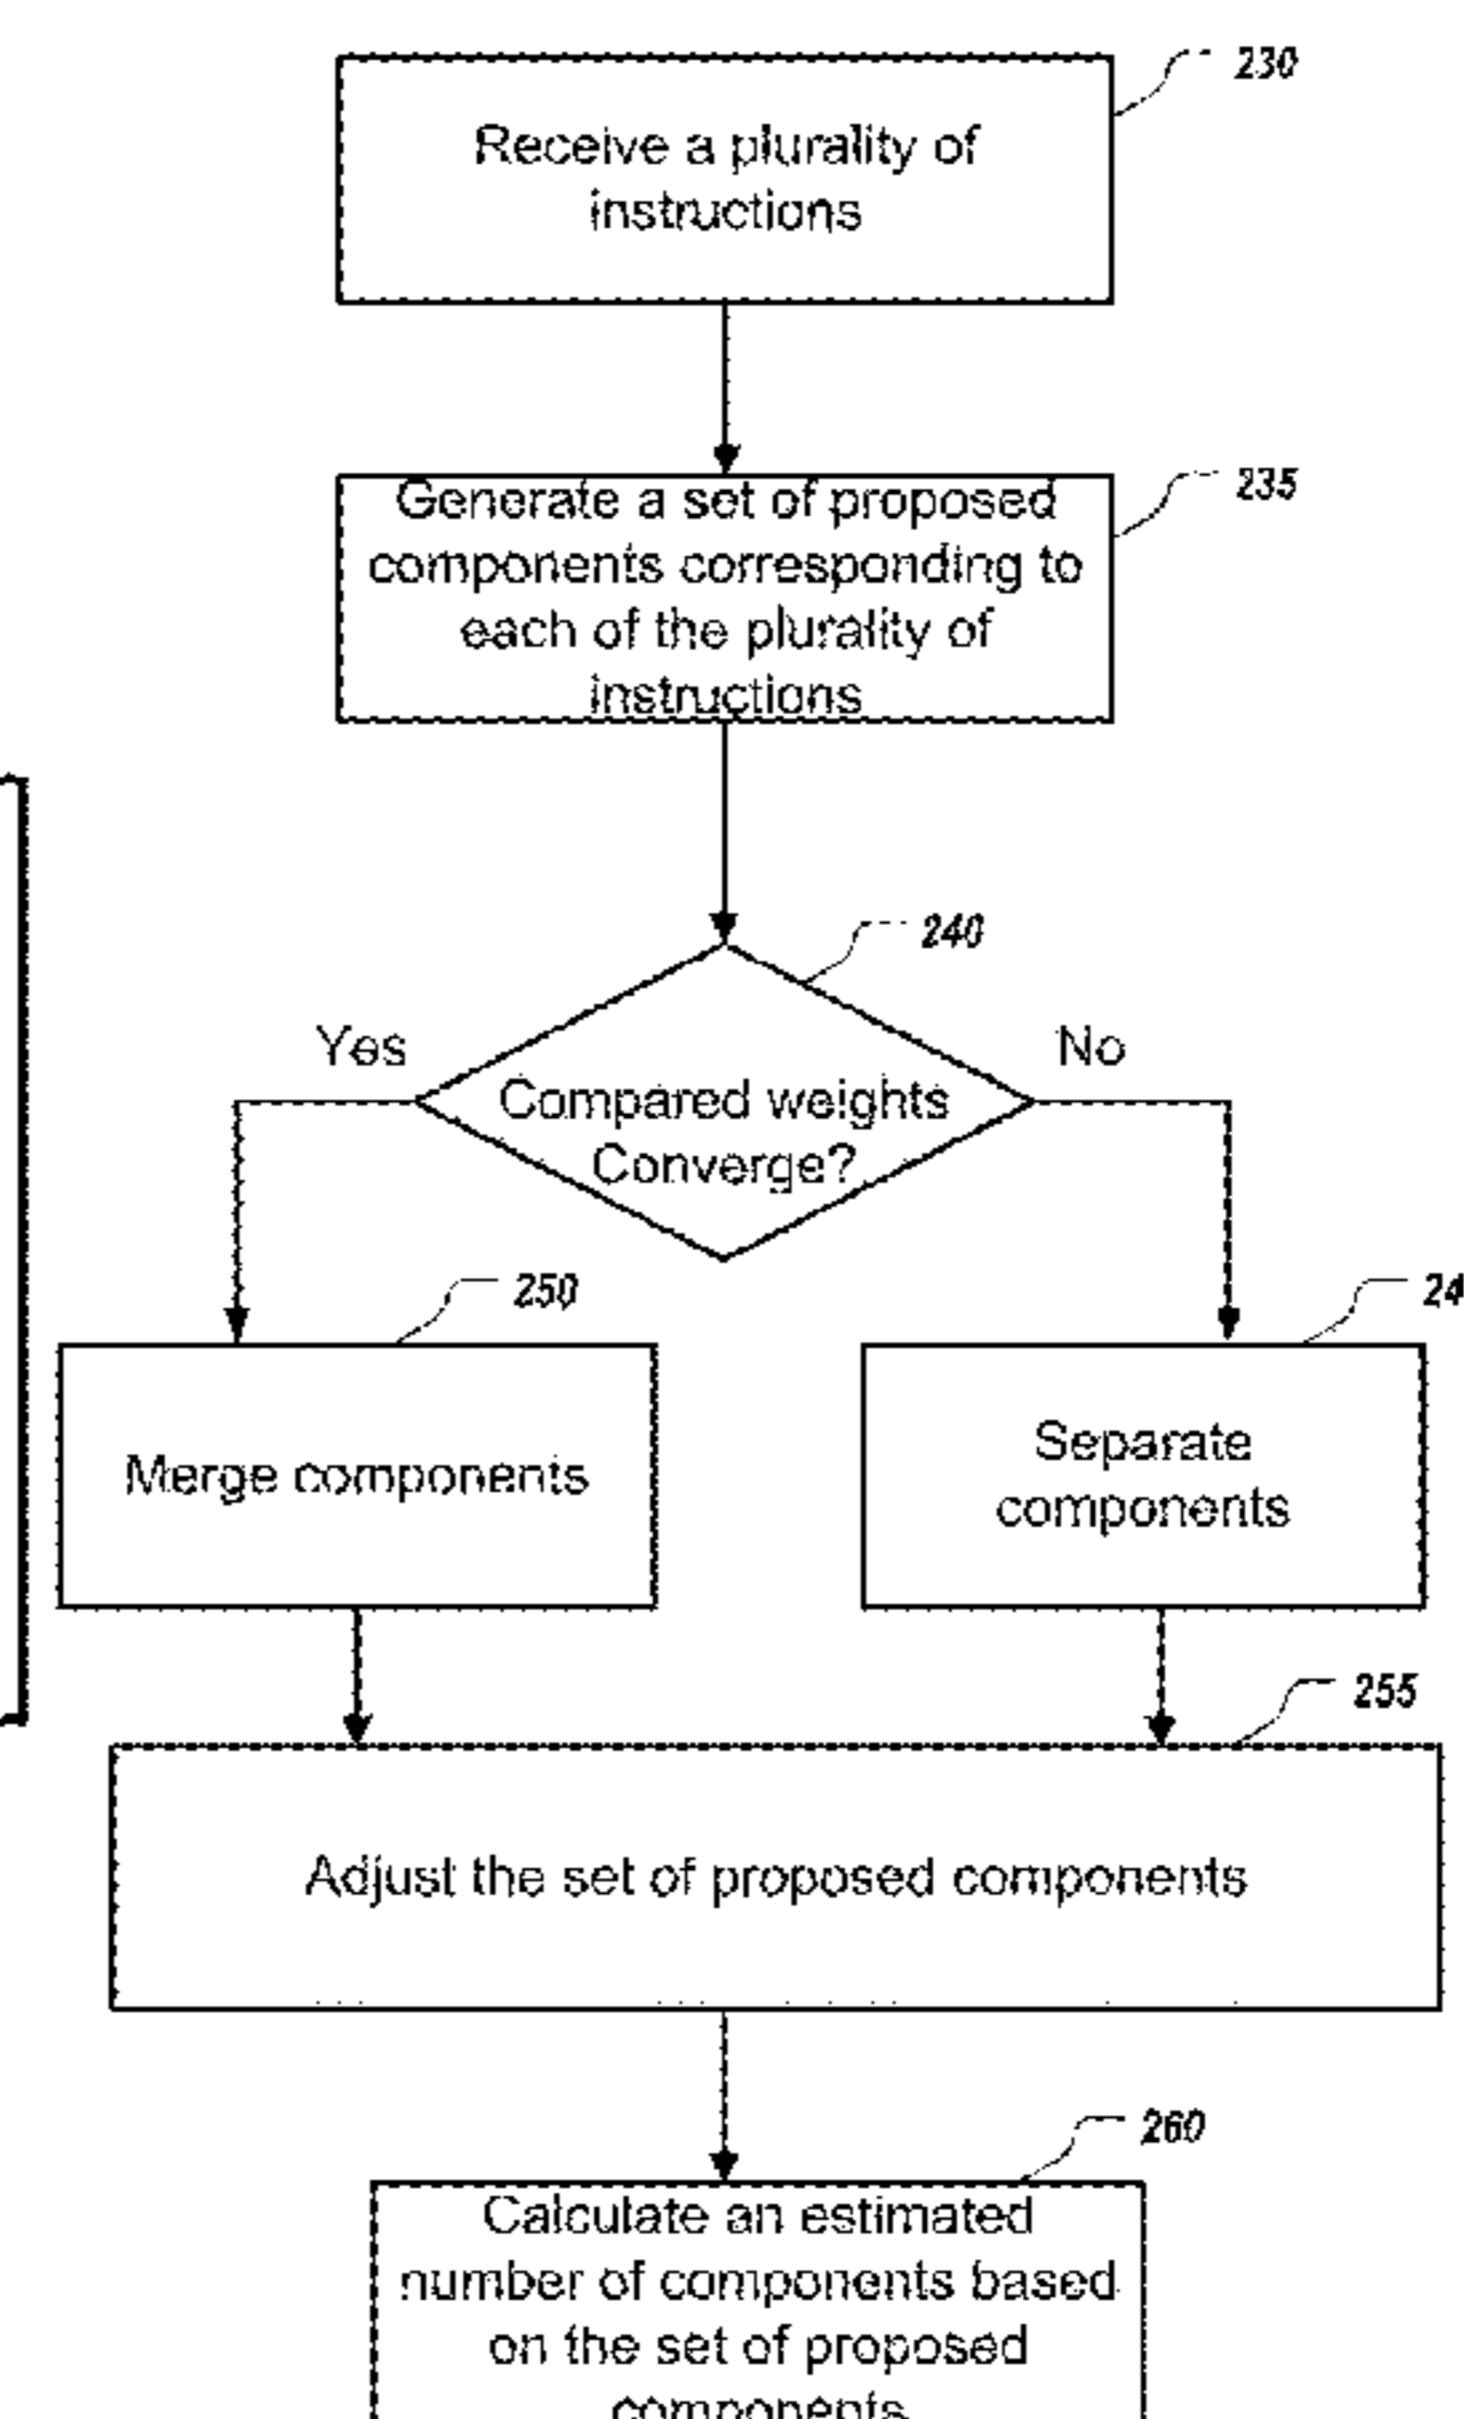 230
Receive a plurality of
instructions
235
Generate a set of proposed
components corresponding to
each of the plurality of
instructions
240
Yes
No
Compared weights
Converge?
250
24
Merge components
Separate
components
255
Adjust the set of proposed components
260
Calculate an estimated
number of components based
on the set of proposed
components